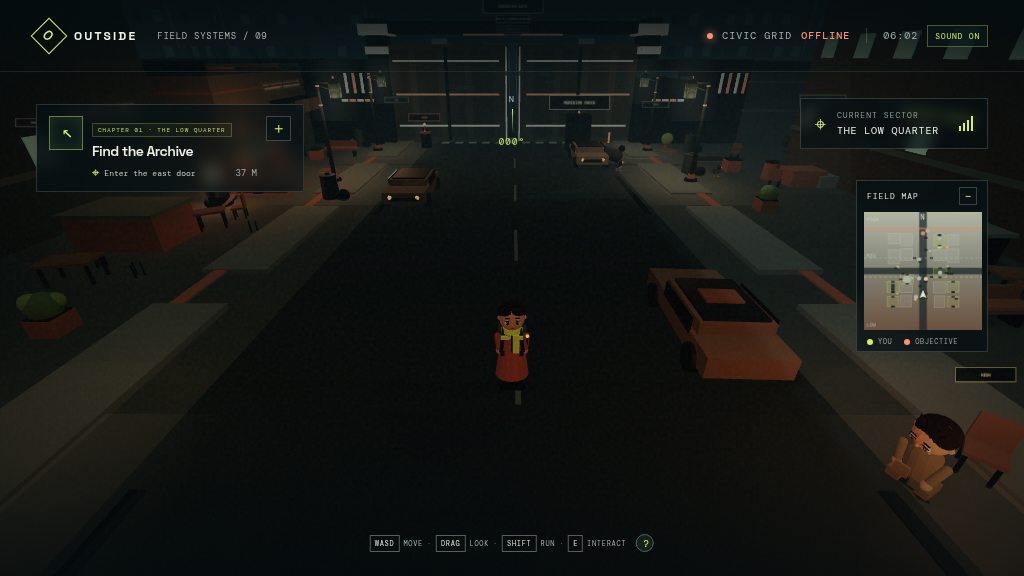 OUTSIDE
FIELD SYSTEMS / 09
CIVIC GRID OFFLINE
06:02
SOUND ON
CHAPTER 01 · THE LOW QUARTER
Find the Archive
Enter the east door
37 M
+
N
000°
CURRENT SECTOR
THE LOW QUARTER
FIELD MAP
−
N
LOW
YOU
OBJECTIVE
WASD MOVE · DRAG LOOK · SHIFT RUN · E INTERACT ?